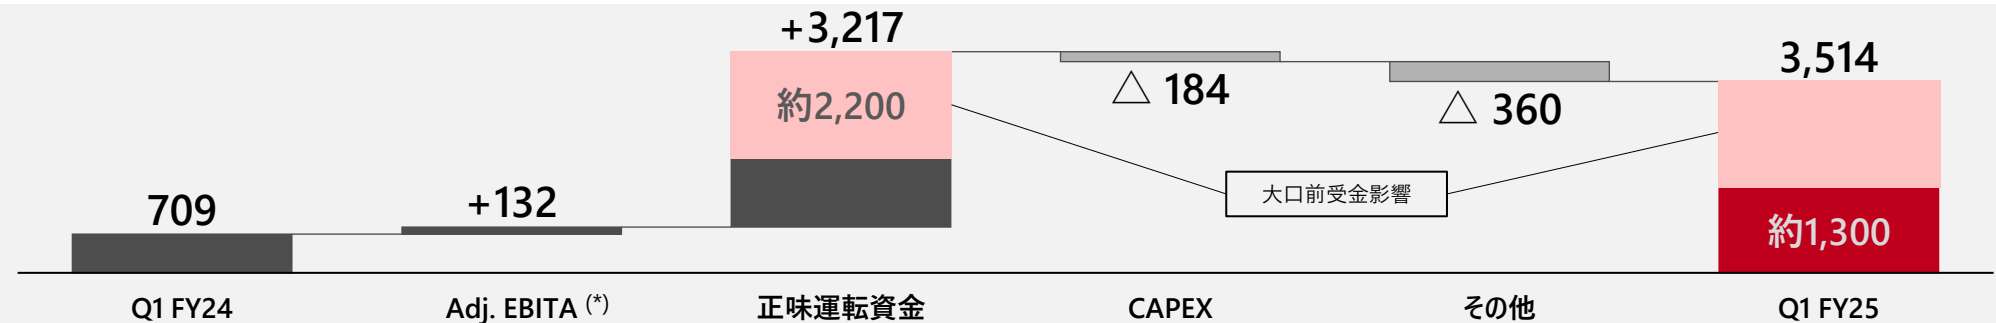 +3,217
3,514
約2,200
△ 184
△ 360
大口前受金影響
709
+132
約1,300
Q1 FY24
Adj. EBITA (*)
正味運転資金
CAPEX
その他
Q1 FY25